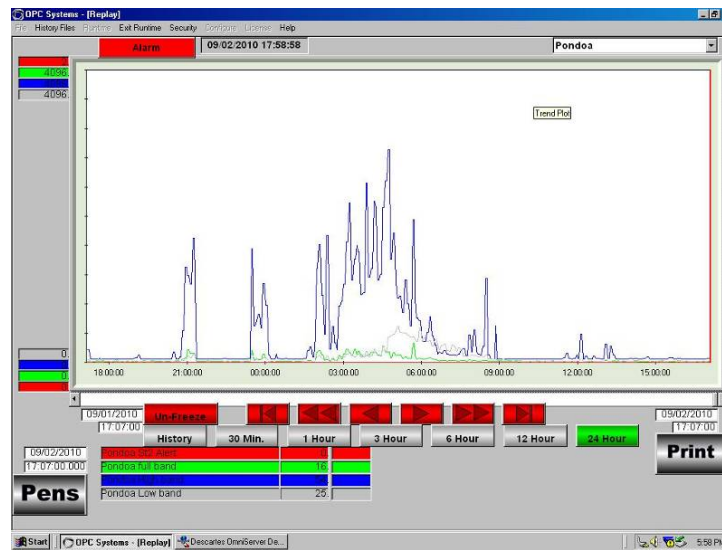 OPC Systems - [Replay]
File History Files Runtime Exit Runtime Security Configure License Help
Alarm 09/02/2010 17:58:58 Pondoa
4096.
4096.
Trend Plot
0.
0.
18:00:00 21:00:00 00:00:00 03:00:00 06:00:00 09:00:00 12:00:00 15:00:00
09/01/2010 Un-Freeze 09/02/2010
17:07:00 17:07:00
History 30 Min. 1 Hour 3 Hour 6 Hour 12 Hour 24 Hour
Print
09/02/2010 Pondoa Alert 0.
17:07:00.000 Pondoa full band 16.
Pondoa High band
Pens Pondoa Low band 25.
Start OPC Systems - [Replay] Descartes OmniServer De... 5:58 PM